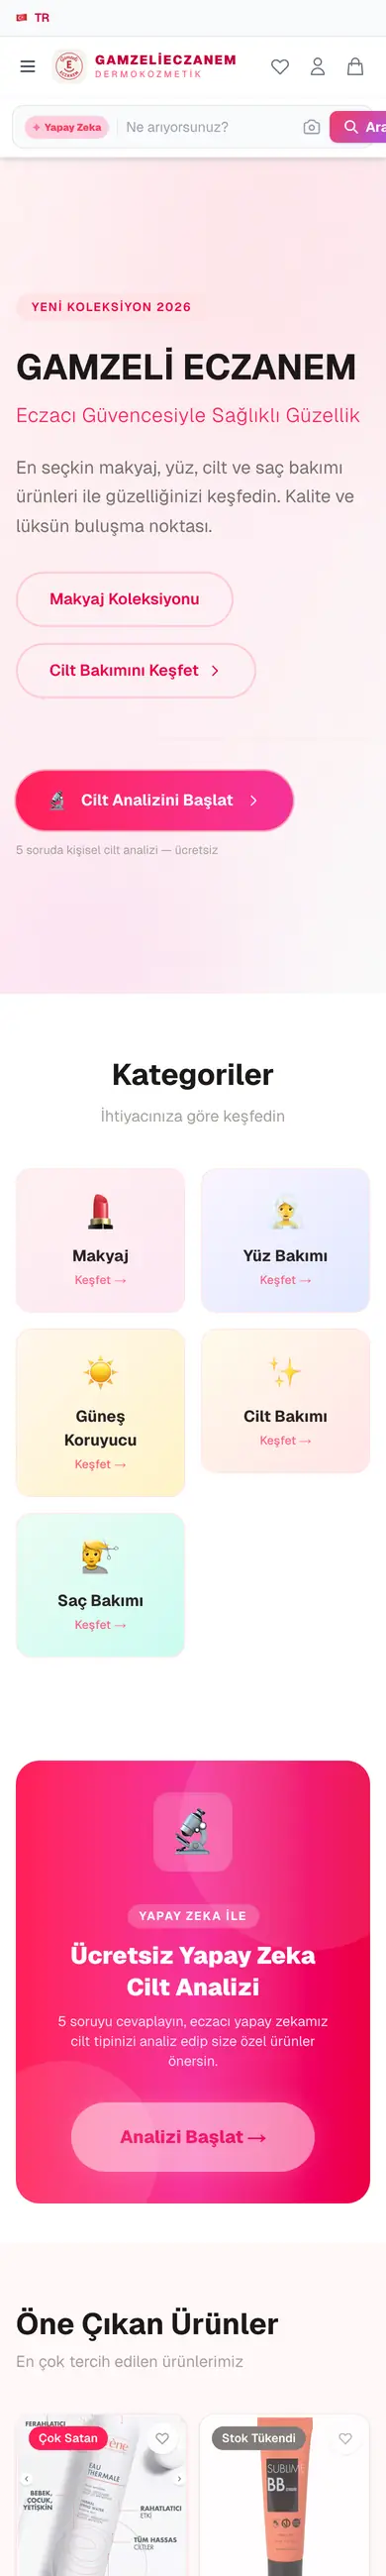 TR
GAMZELİECZANEM
DERMOKOZMETİK
Yapay Zeka
Ne arıyorsunuz?
Ara
YENİ KOLEKSİYON 2026
GAMZELİ ECZANEM
Eczacı Güvencesiyle Sağlıklı Güzellik
En seçkin makyaj, yüz, cilt ve saç bakımı
ürünleri ile güzelliğinizi keşfedin. Kalite ve
lüksün buluşma noktası.
Makyaj Koleksiyonu
Cilt Bakımını Keşfet
Cilt Analizini Başlat
5 soruda kişisel cilt analizi — ücretsiz
Kategoriler
İhtiyacınıza göre keşfedin
Makyaj
Keşfet →
Yüz Bakımı
Keşfet →
Güneş
Koruyucu
Keşfet →
Cilt Bakımı
Keşfet →
Saç Bakımı
Keşfet →
YAPAY ZEKA İLE
Ücretsiz Yapay Zeka
Cilt Analizi
5 soruyu cevaplayın, eczacı yapay zekamız
cilt tipinizi analiz edip size özel ürünler
önersin.
Analizi Başlat →
Öne Çıkan Ürünler
En çok tercih edilen ürünlerimiz
FERAHLATICI
Çok Satan
EAU
THERMALE
BEBEK,
ÇOCUK,
YETİŞKİN
RAHATLATICI
ETKİ
TÜM HASSAS
CİLTLER
Stok Tükendi
SUBLIME
BB